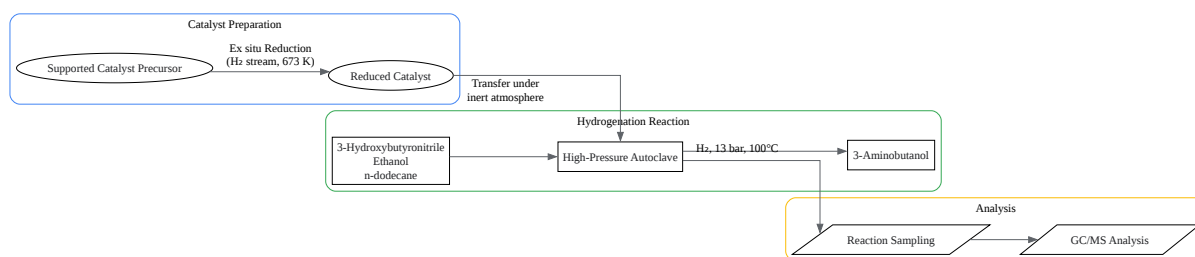 Catalyst Preparation
Supported Catalyst Precursor
Ex situ Reduction
(H₂ stream, 673 K)
Reduced Catalyst
Transfer under
inert atmosphere
Hydrogenation Reaction
3-Hydroxybutyronitrile
Ethanol
n-dodecane
High-Pressure Autoclave
H₂, 13 bar, 100°C
3-Aminobutanol
Analysis
Reaction Sampling
GC/MS Analysis